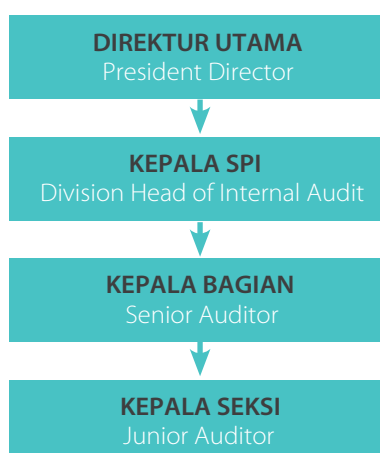 DIREKTUR UTAMA
President Director
KEPALA SPI
Division Head of Internal Audit
KEPALA BAGIAN
Senior Auditor
KEPALA SEKSI
Junior Auditor